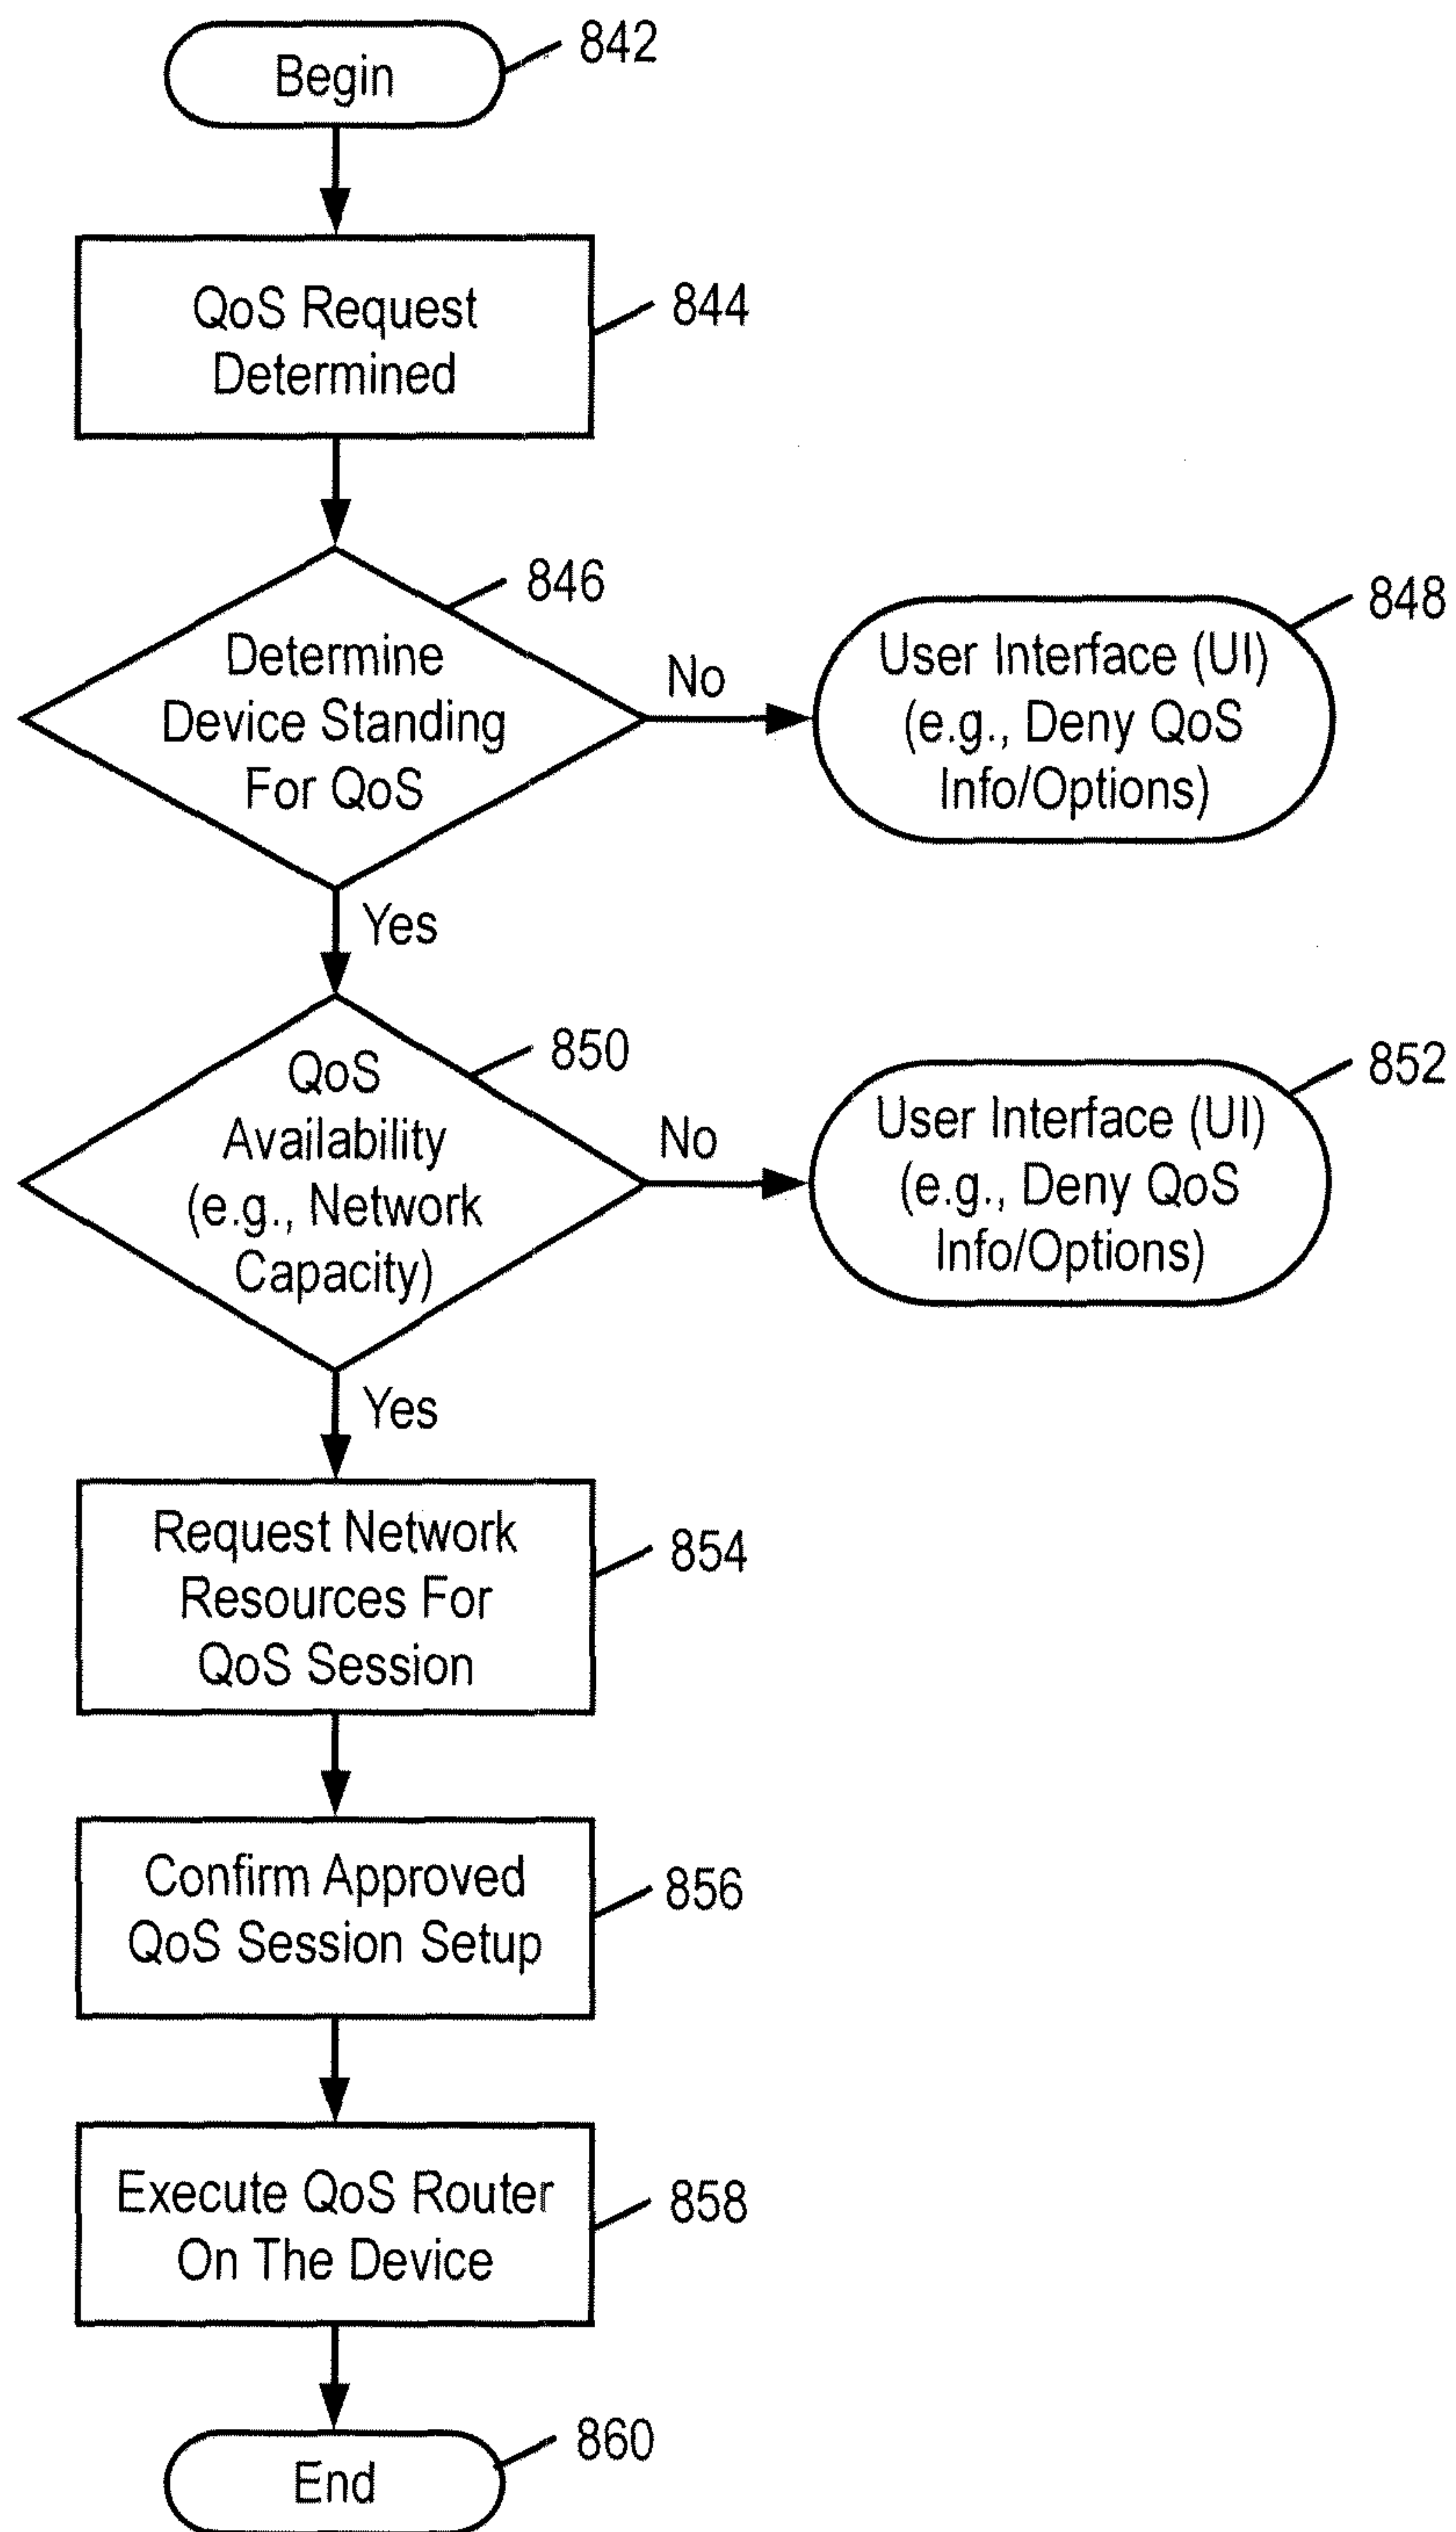 Begin
842
QoS Request
Determined
844
Determine
Device Standing
For QoS
846
No
User Interface (UI)
(e.g., Deny QoS
Info/Options)
848
Yes
QoS
Availability
(e.g., Network
Capacity)
850
No
User Interface (UI)
(e.g., Deny QoS
Info/Options)
852
Yes
Request Network
Resources For
QoS Session
854
Confirm Approved
QoS Session Setup
856
Execute QoS Router
On The Device
858
End
860